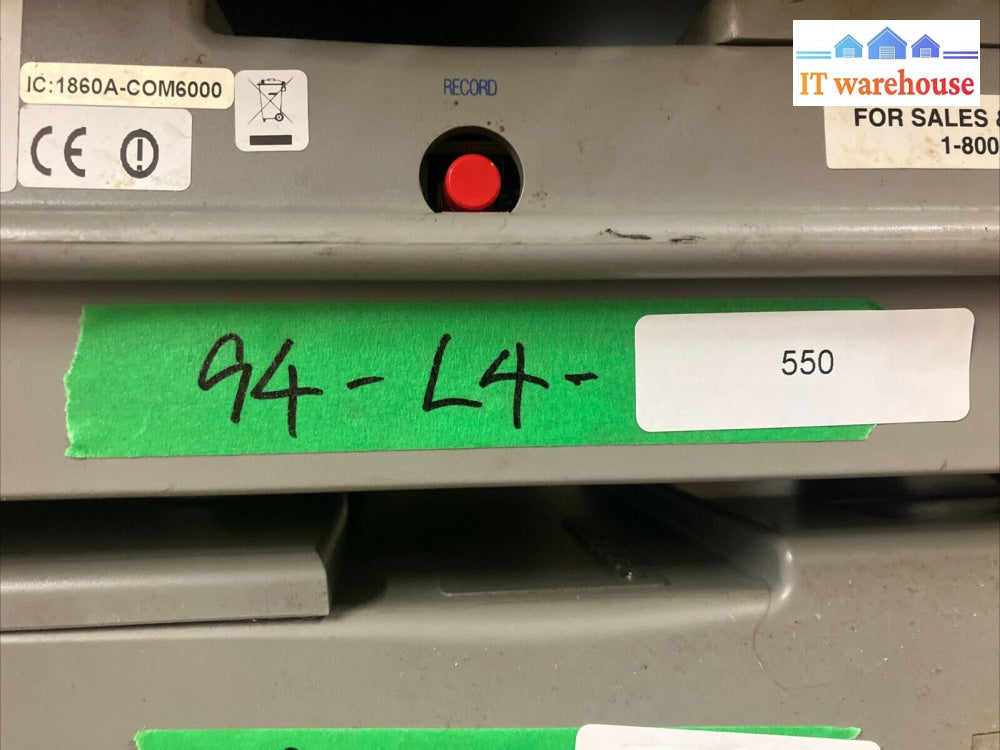 IT warehouse
IC:1860A-COM6000
RECORD
CE
FOR SALES
1-800
94-L4-
550